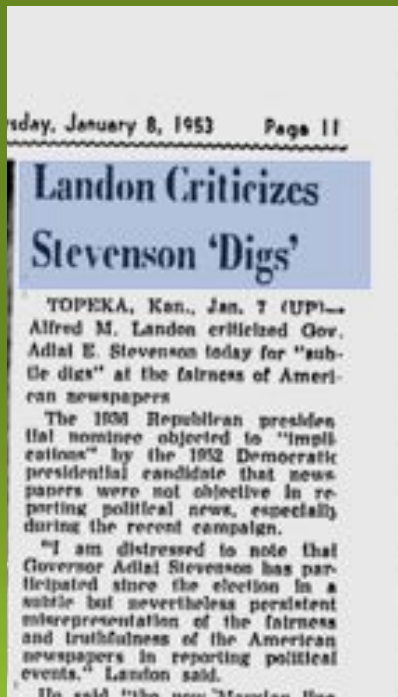 sday, January 8, 1953 Page 11
Landon Criticizes
Stevenson 'Digs'
TOPEKA, Kan., Jan. 7 (UP)—
Alfred M. Landon criticized Gov.
Adlai E. Stevenson today for "sub-
tle digs" at the fairness of Ameri-
can newspapers
The 1936 Republican presiden
tial nominee objected to "impli
cations" by the 1952 Democratic
presidential candidate that news-
papers were not objective in re-
porting political news, especially
during the recent campaign.
"I am distressed to note that
Governor Adlai Stevenson has par-
ticipated since the election in a
subtle but nevertheless persistent
misrepresentation of the fairness
and truthfulness of the American
newspapers in reporting political
events." Landon said.
He said "the new